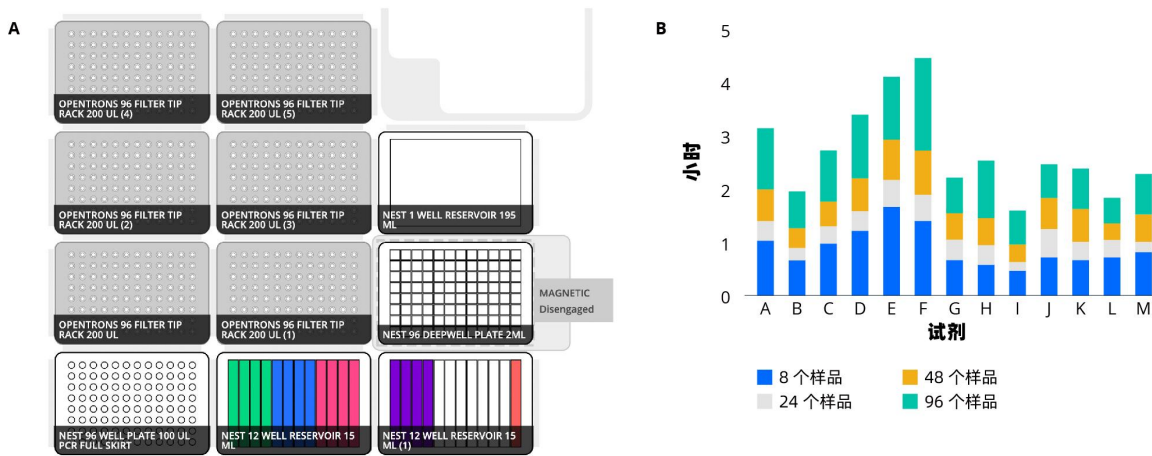 A
OPENTRONS 96 FILTER TIP
RACK 200 UL (4)
OPENTRONS 96 FILTER TIP
RACK 200 UL (5)
OPENTRONS 96 FILTER TIP
RACK 200 UL (2)
OPENTRONS 96 FILTER TIP
RACK 200 UL (3)
NEST 1 WELL RESERVOIR 195
ML
OPENTRONS 96 FILTER TIP
RACK 200 UL
OPENTRONS 96 FILTER TIP
RACK 200 UL (1)
NEST 96 DEEPWELL PLATE 2ML
MAGNETIC
Disengaged
NEST 96 WELL PLATE 100 UL
PCR FULL SKIRT
NEST 12 WELL RESERVOIR 15
ML
NEST 12 WELL RESERVOIR 15
ML (1)
B
小时
5
4
3
2
1
0
A B C D E F G H I J K L M
试剂
8 个样品
48 个样品
24 个样品
96 个样品